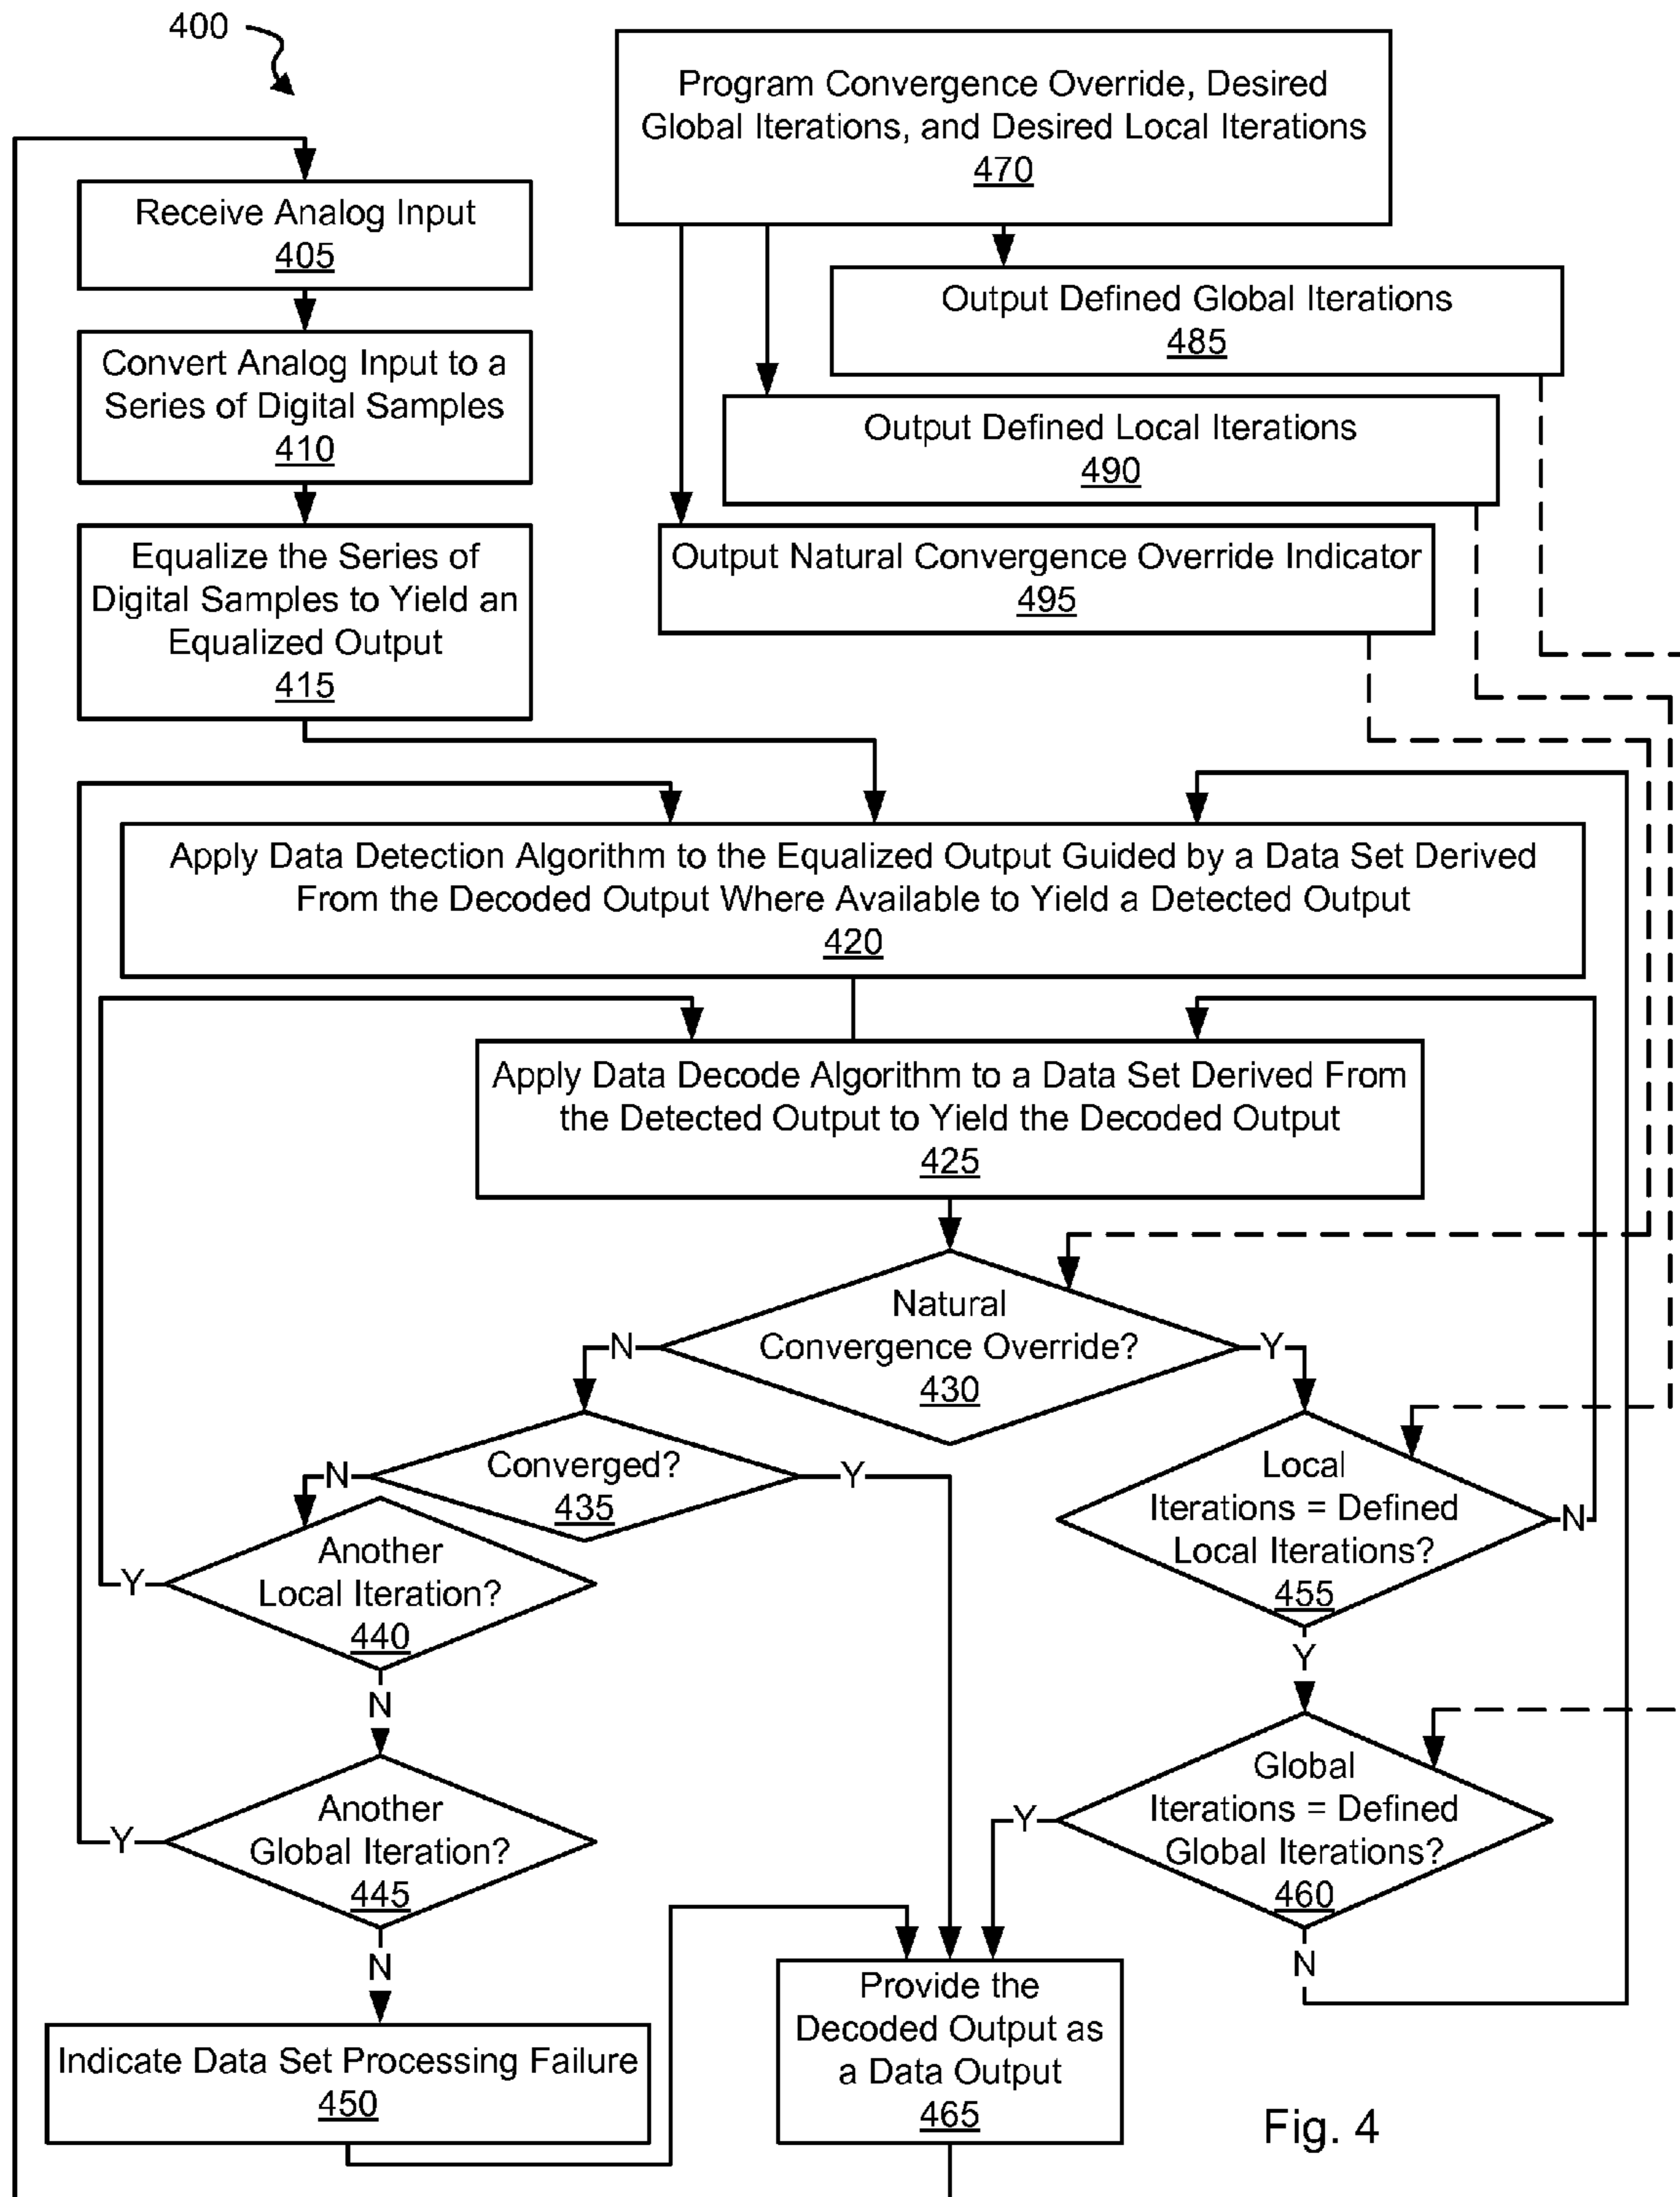 400
Program Convergence Override, Desired
Global Iterations, and Desired Local Iterations
470
Receive Analog Input
405
Output Defined Global Iterations
485
Convert Analog Input to a
Series of Digital Samples
410
Output Defined Local Iterations
490
Equalize the Series of
Digital Samples to Yield an
Equalized Output
415
Output Natural Convergence Override Indicator
495
Apply Data Detection Algorithm to the Equalized Output Guided by a Data Set Derived
From the Decoded Output Where Available to Yield a Detected Output
420
Apply Data Decode Algorithm to a Data Set Derived From
the Detected Output to Yield the Decoded Output
425
Natural
Convergence Override?
430
N
Y
Converged?
435
N
Y
Local
Iterations = Defined
Local Iterations?
455
N
Y
Another
Local Iteration?
440
Y
N
Global
Iterations = Defined
Global Iterations?
460
Y
N
Another
Global Iteration?
445
Y
N
Indicate Data Set Processing Failure
450
Provide the
Decoded Output as
a Data Output
465
Fig. 4